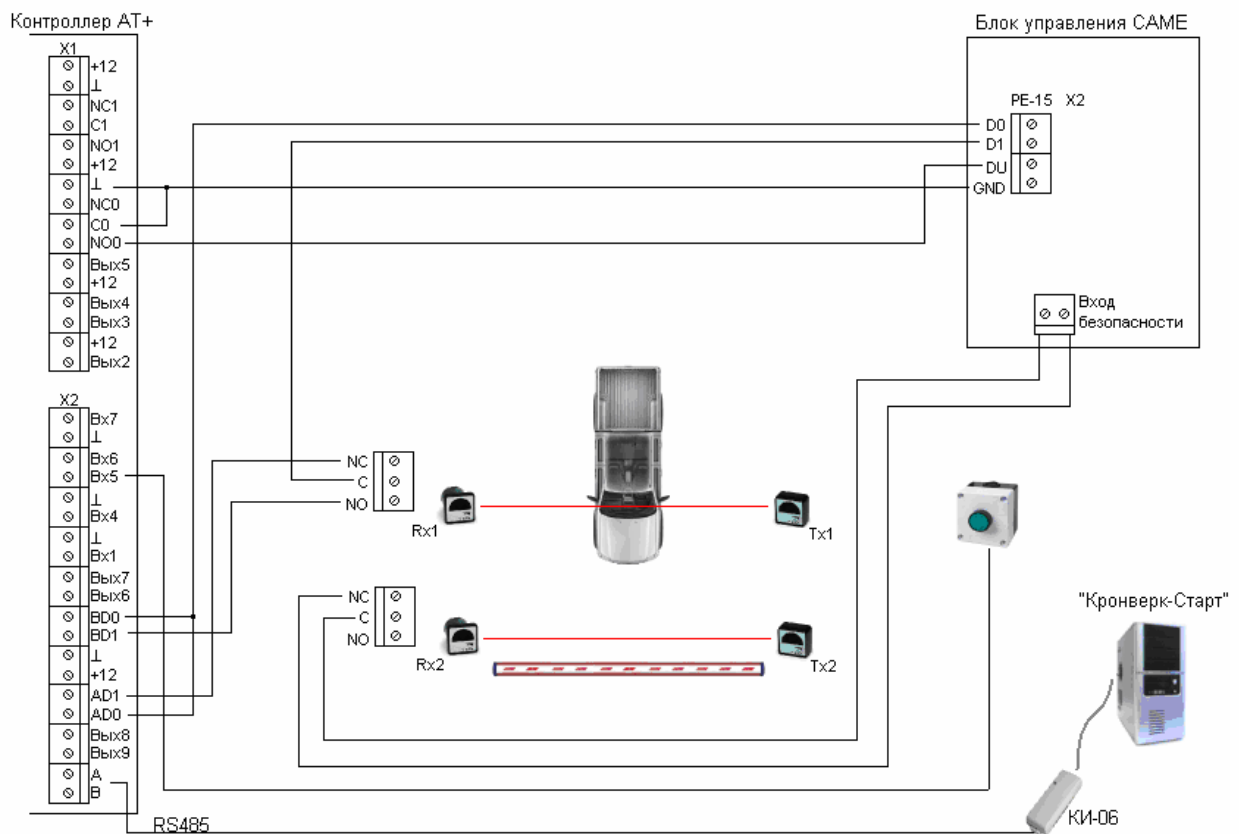 Контроллер AT+
X1
+12
⊥
NC1
C1
NO1
+12
⊥
NC0
C0
NO0
Вых5
+12
Вых4
Вых3
+12
Вых2
X2
Вх7
⊥
Вх6
Вх5
⊥
Вх4
⊥
Вх1
Вых7
Вых6
BD0
BD1
⊥
+12
AD1
AD0
Вых8
Вых9
A
B
RS485
NC
C
NO
Rx1
Tx1
NC
C
NO
Rx2
Tx2
Блок управления CAME
PE-15 X2
D0
D1
DU
GND
Вход
безопасности
"Кронверк-Старт"
КИ-06